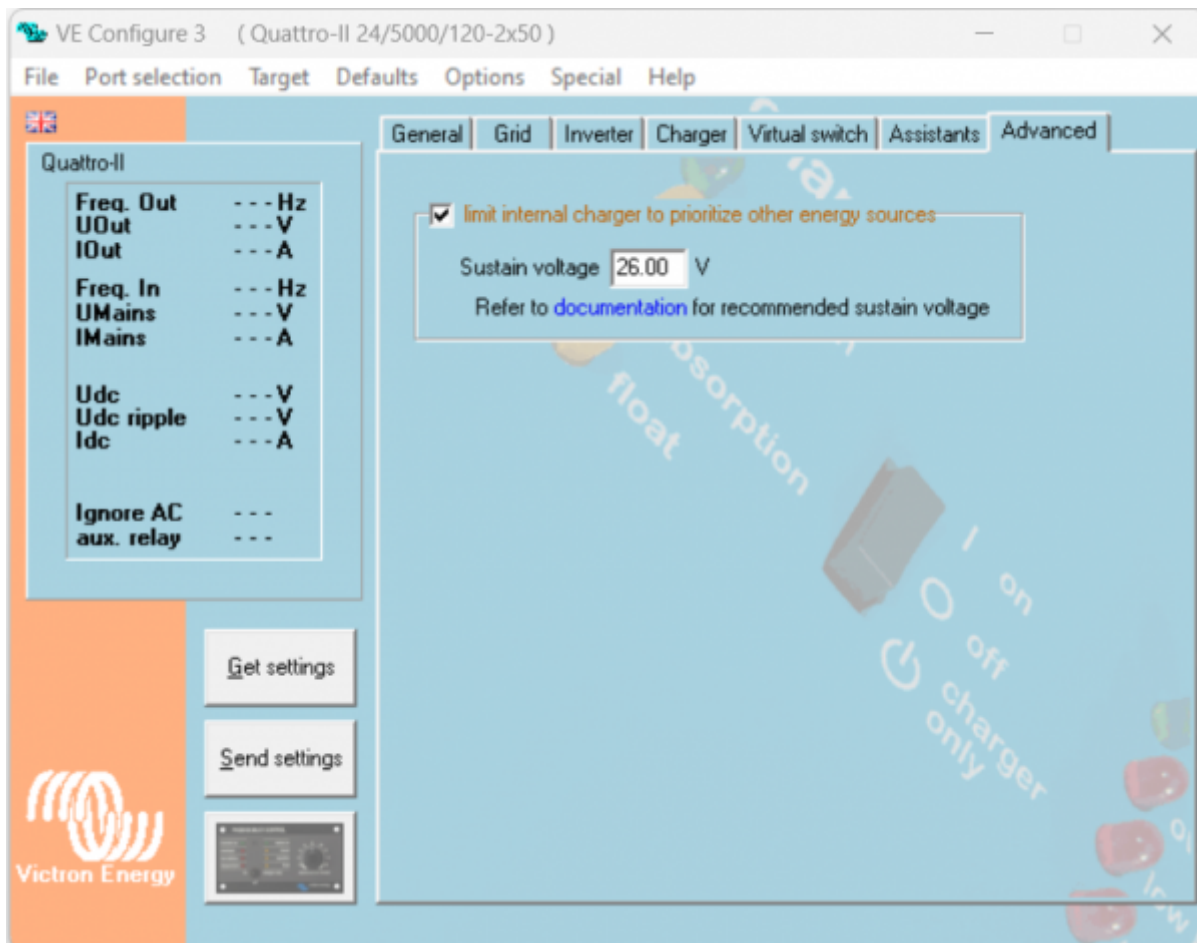 VE Configure 3 ( Quattro-II 24/5000/120-2x50 )
File Port selection Target Defaults Options Special Help
General Grid Inverter Charger Virtual switch Assistants Advanced
Quattro-II
Freq. Out - - - Hz
UOut - - - V
IOut - - - A
Freq. In - - - Hz
UMains - - - V
IMains - - - A
Udc - - - V
Udc ripple - - - V
Idc - - - A
Ignore AC - - -
aux. relay - - -
Get settings
Send settings
Victron Energy
limit internal charger to prioritize other energy sources
Sustain voltage 26.00 V
Refer to documentation for recommended sustain voltage
float
absorption
on
off
charger
only
low